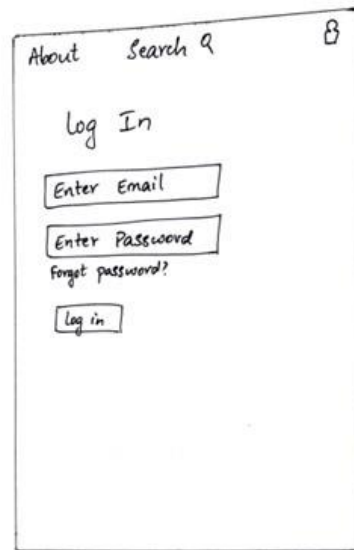 About Search
Log In
Enter Email
Enter Password
Forgot password?
Log in